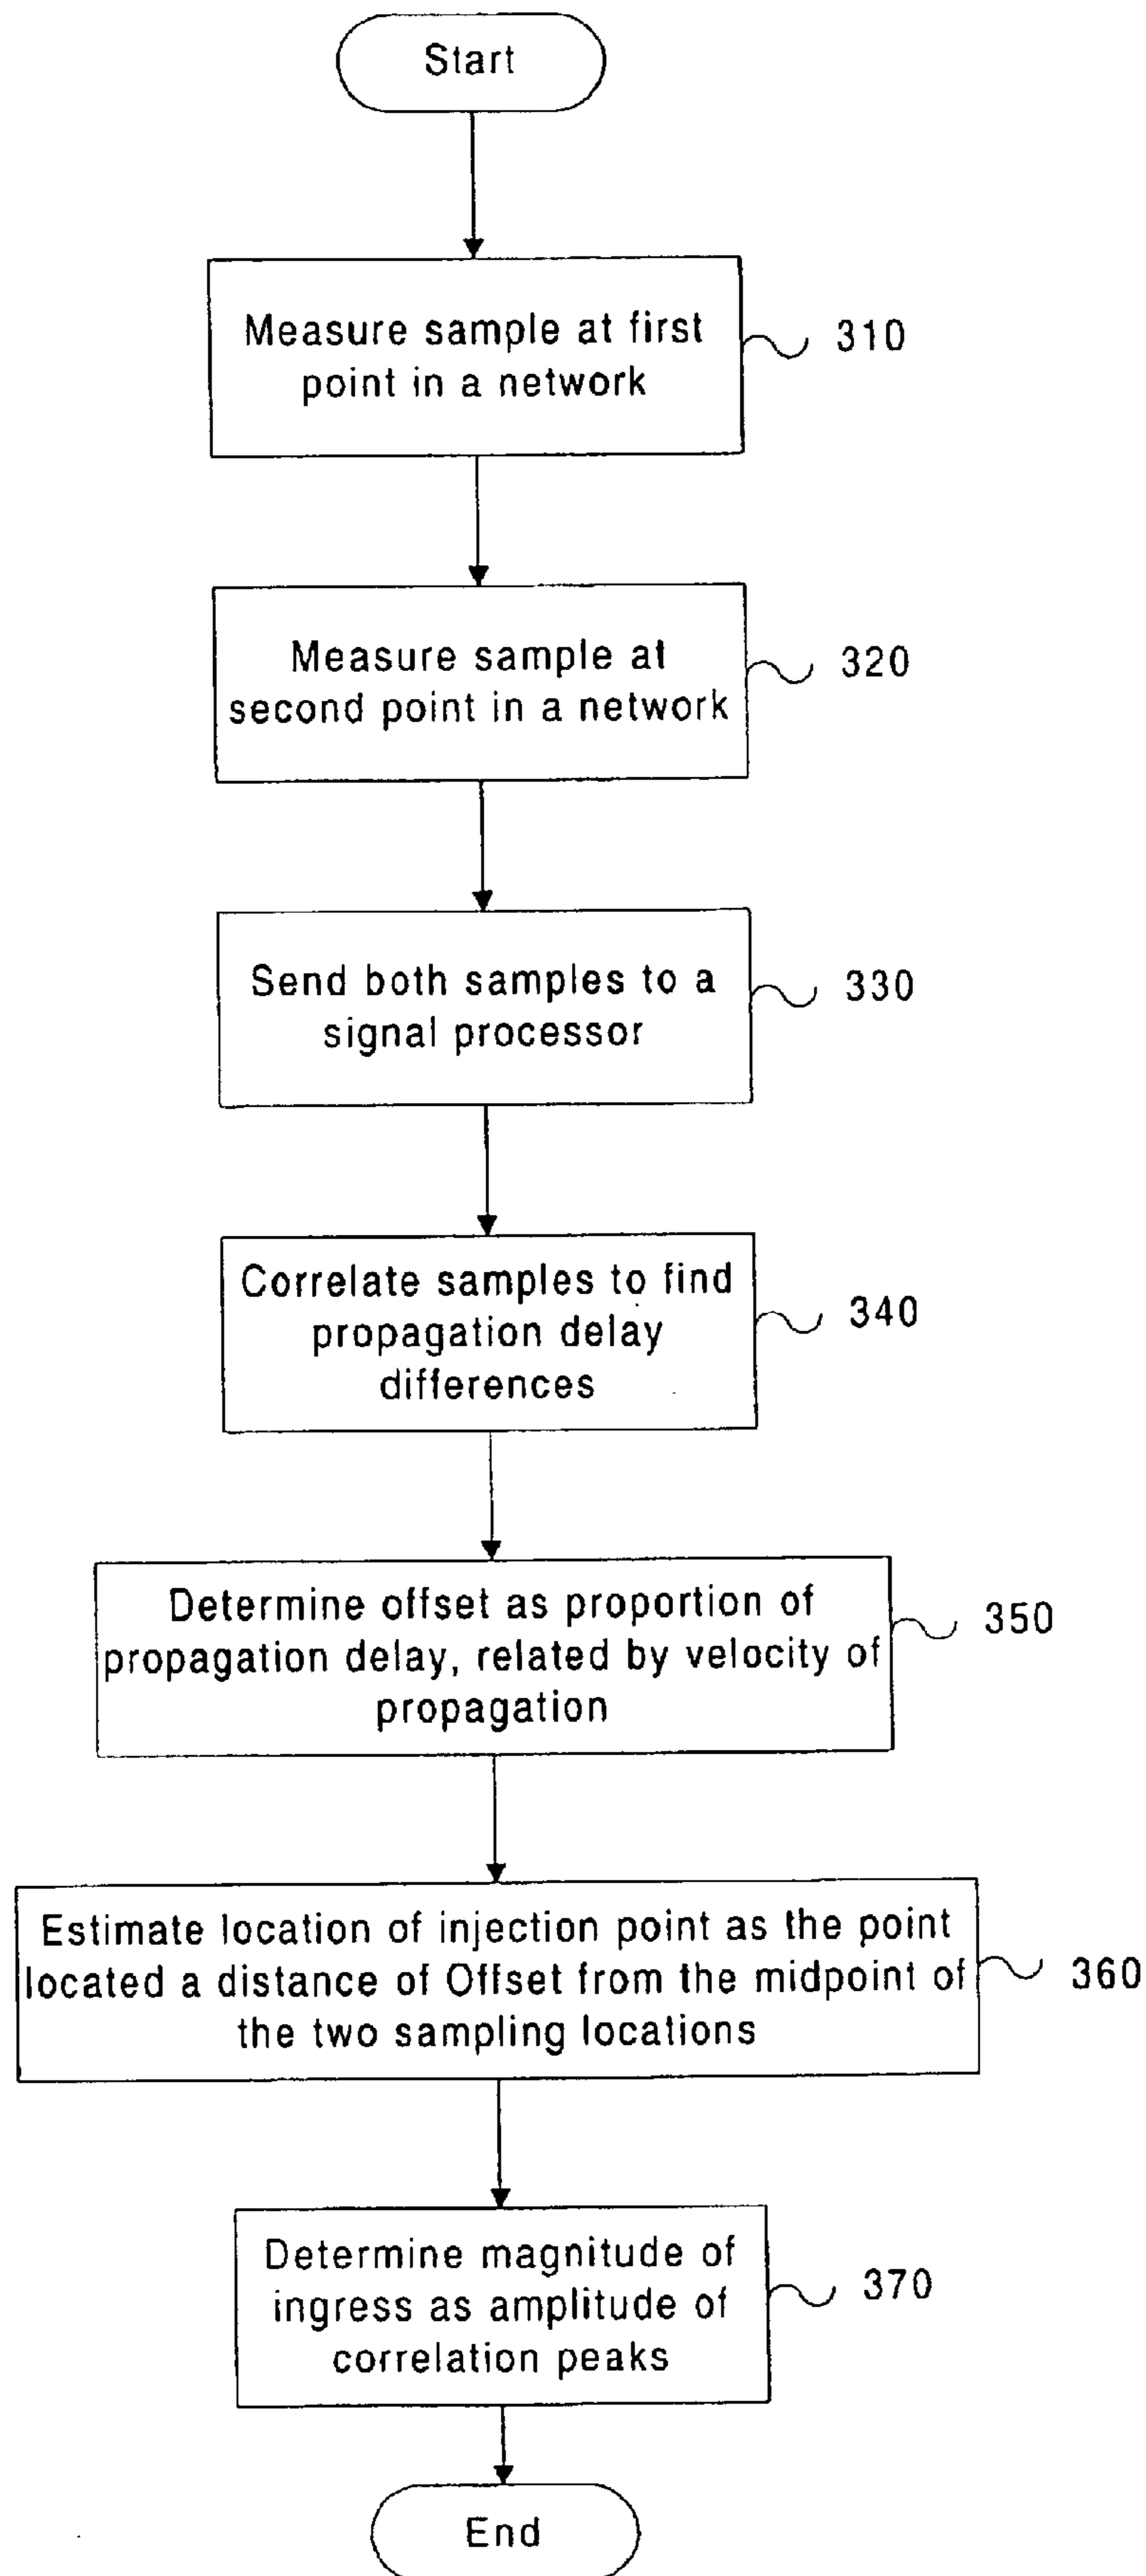 Start
Measure sample at first
point in a network
310
Measure sample at
second point in a network
320
Send both samples to a
signal processor
330
Correlate samples to find
propagation delay
differences
340
Determine offset as proportion of
propagation delay, related by velocity of
propagation
350
Estimate location of injection point as the point
located a distance of Offset from the midpoint of
the two sampling locations
360
Determine magnitude of
ingress as amplitude of
correlation peaks
370
End